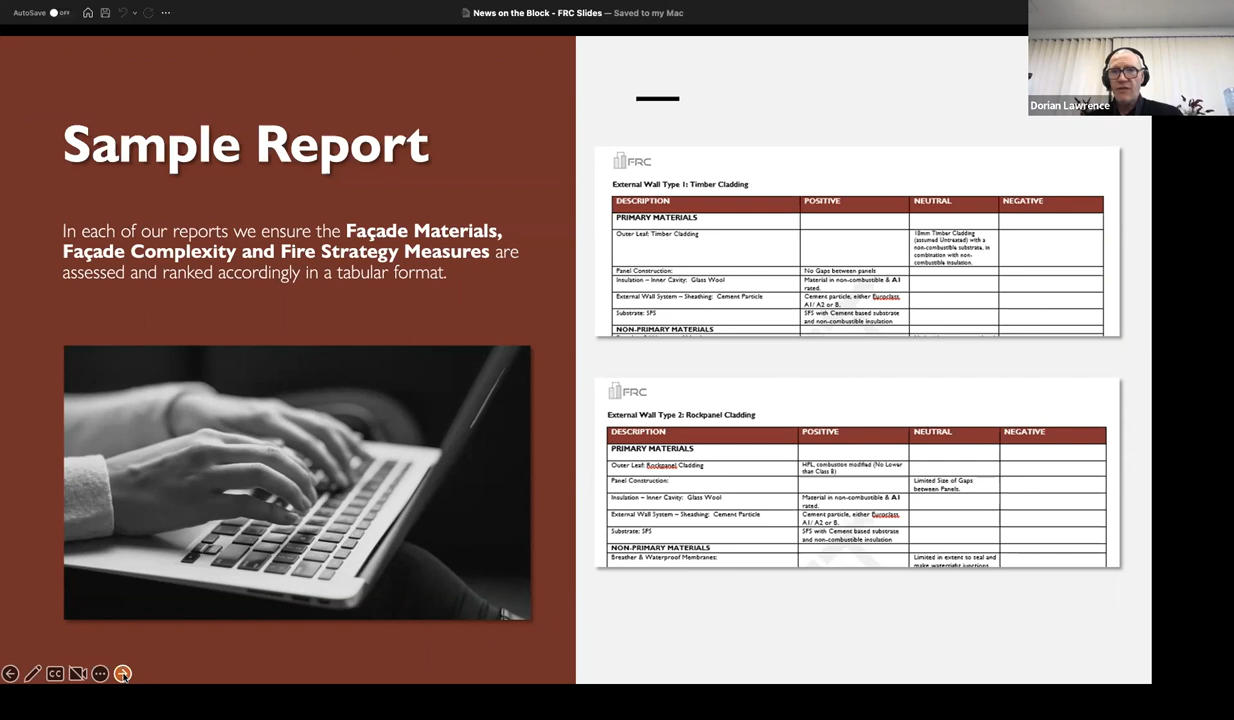 AutoSave OFF
News on the Block - FRC Slides — Saved to my Mac
Dorian Lawrence
Sample Report
In each of our reports we ensure the Façade Materials,
Façade Complexity and Fire Strategy Measures are
assessed and ranked accordingly in a tabular format.
FRC
External Wall Type 1: Timber Cladding
DESCRIPTION POSITIVE NEUTRAL NEGATIVE
PRIMARY MATERIALS
Outer Leaf: Timber Cladding
18mm Timber Cladding
(assumed Untreated) with a
non-combustible substrate, in
combination with non-
combustible insulation.
Panel Construction: No Gaps between panels
Insulation – Inner Cavity: Glass Wool Material in non-combustible & A1
rated.
External Wall System – Sheathing: Cement Particle Cement particle, either Euroclass
A1/ A2 or B.
Substrate: SFS SFS with Cement based substrate
and non-combustible insulation
NON-PRIMARY MATERIALS
FRC
External Wall Type 2: Rockpanel Cladding
DESCRIPTION POSITIVE NEUTRAL NEGATIVE
PRIMARY MATERIALS
Outer Leaf: Rockpanel Cladding HPL, combustion modified (No Lower
than Class B)
Panel Construction: Limited Size of Gaps
between Panels.
Insulation – Inner Cavity: Glass Wool Material in non-combustible & A1
rated.
External Wall System – Sheathing: Cement Particle Cement particle, either Euroclass
A1/ A2 or B.
Substrate: SFS SFS with Cement based substrate
and non-combustible insulation
NON-PRIMARY MATERIALS
Breather & Waterproof Membranes: Limited in extent to seal and
make watertight junctions
CC